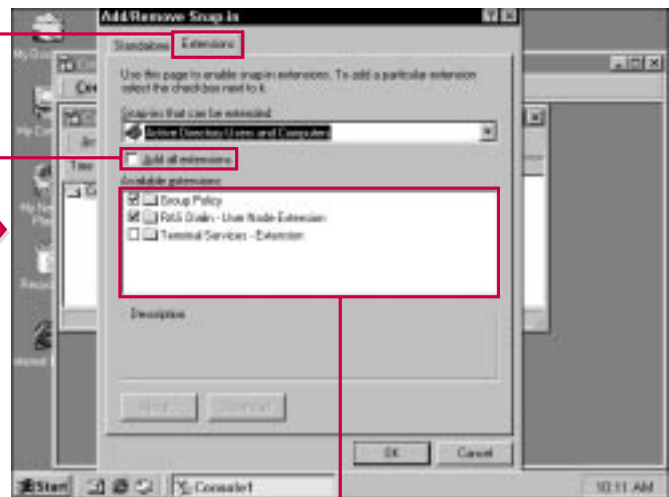 Add/Remove Snap-in
Standalone Extensions
Use this page to enable snap-in extensions. To add a particular extension
select the checkbox next to it.
Snap-ins that can be extended:
Active Directory Users and Computers
Add all extensions
Available extensions:
Group Policy
RAS Dialin - User Node Extension
Terminal Services - Extension
Description
OK Cancel
Start Console1 10:11 AM